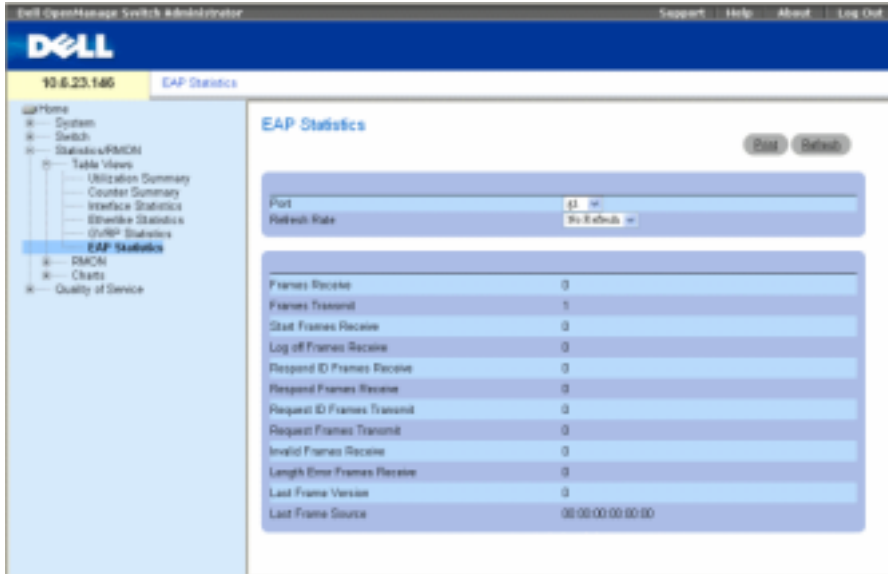 Dell OpenManage Switch Administrator
Support Help About Log Out
DELL
10.6.23.146 EAP Statistics
Home
System
Switch
Statistics/RMON
Table Views
Utilization Summary
Counter Summary
Interface Statistics
Etherlike Statistics
GVRP Statistics
EAP Statistics
RMON
Charts
Quality of Service
EAP Statistics
Print Refresh
Port g1
Refresh Rate No Refresh
Frames Receive 0
Frames Transmit 1
Start Frames Receive 0
Log off Frames Receive 0
Respond ID Frames Receive 0
Respond Frames Receive 0
Request ID Frames Transmit 0
Request Frames Transmit 0
Invalid Frames Receive 0
Length Error Frames Receive 0
Last Frame Version 0
Last Frame Source 00:00:00:00:00:00